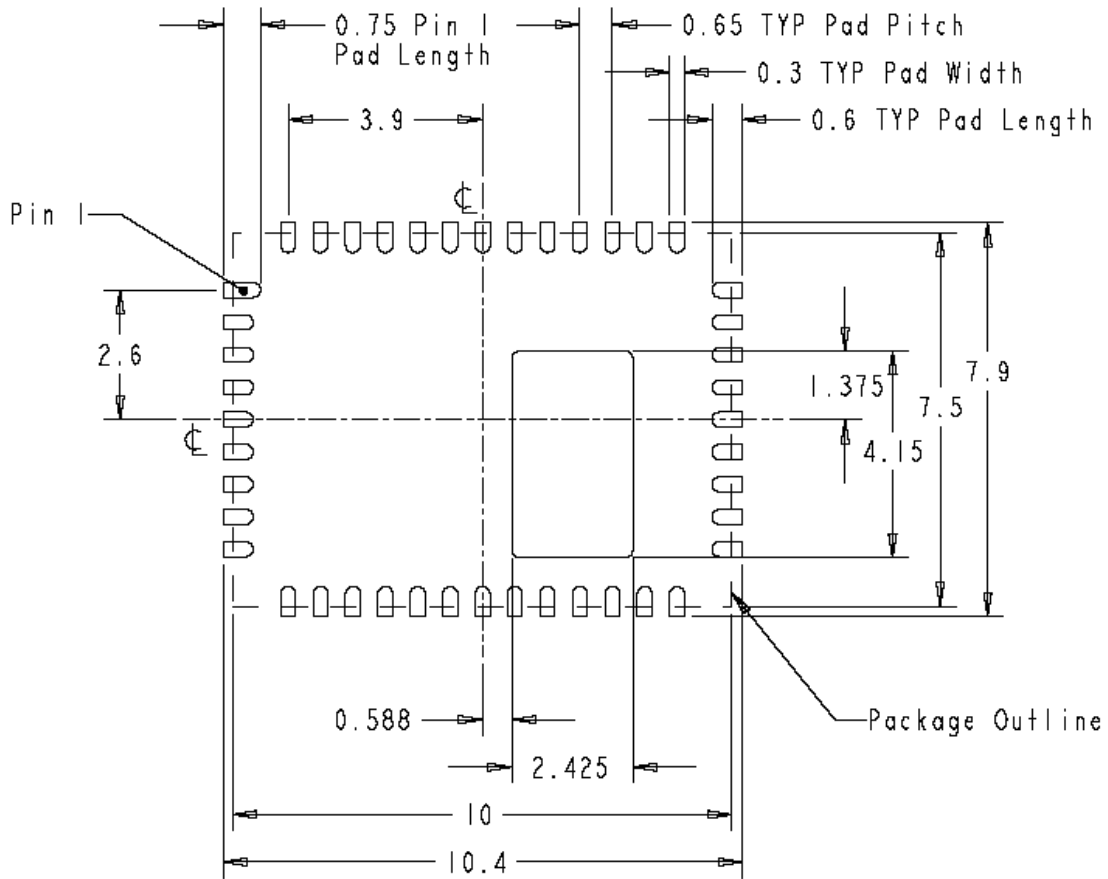 0.75 Pin 1
Pad Length
0.65 TYP Pad Pitch
0.3 TYP Pad Width
3.9
0.6 TYP Pad Length
℄
Pin 1
2.6
1.375
7.9
7.5
℄
4.15
0.588
Package Outline
2.425
10
10.4